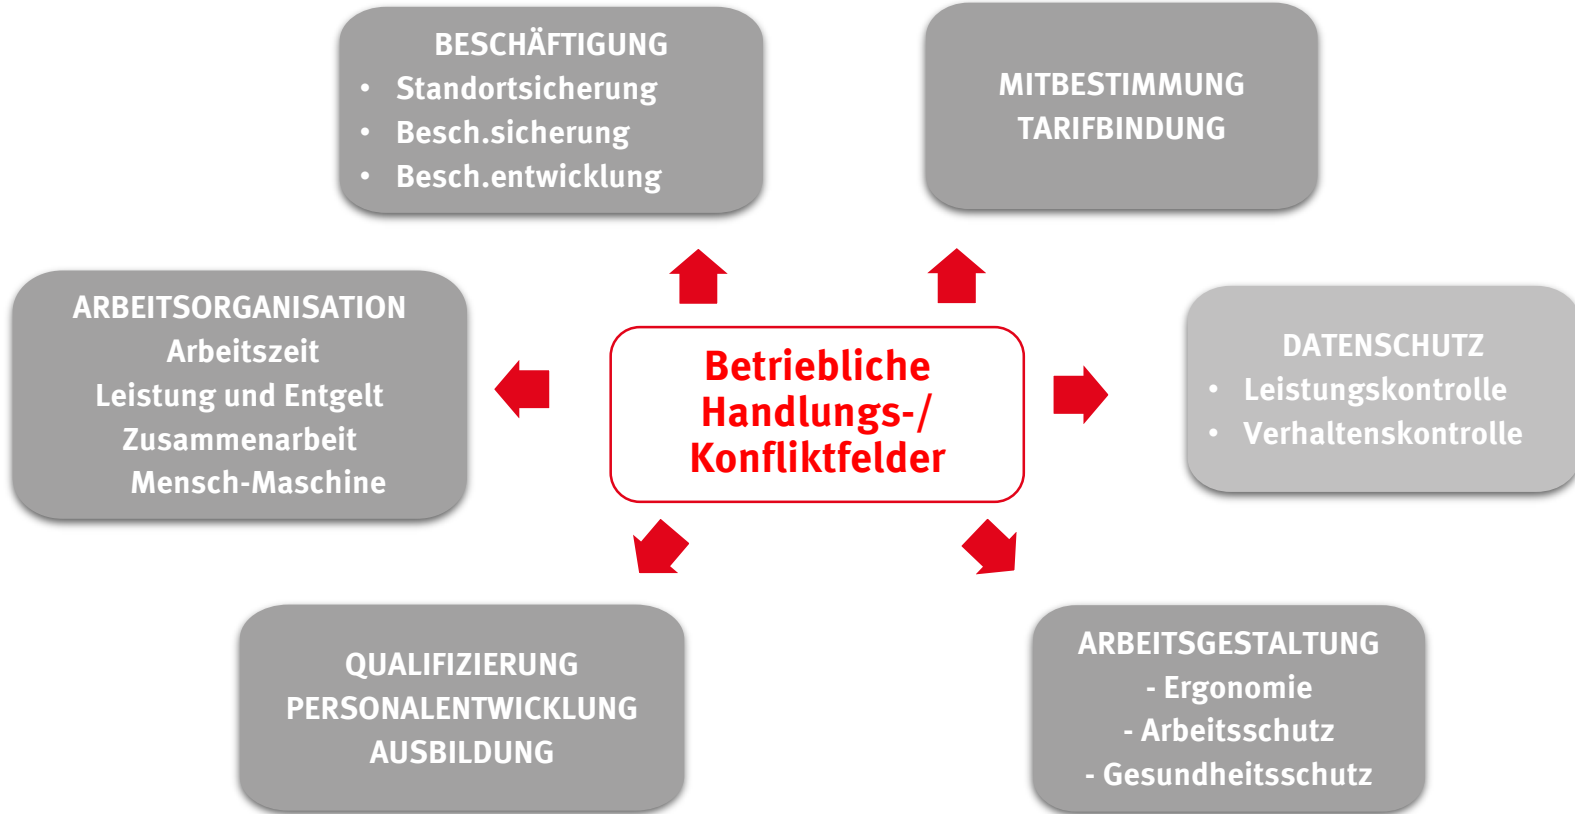 BESCHÄFTIGUNG
• Standortsicherung
• Besch.sicherung
• Besch.entwicklung
MITBESTIMMUNG
TARIFBINDUNG
ARBEITSORGANISATION
Arbeitszeit
Leistung und Entgelt
Zusammenarbeit
Mensch-Maschine
Betriebliche
Handlungs-/
Konfliktfelder
DATENSCHUTZ
• Leistungskontrolle
• Verhaltenskontrolle
QUALIFIZIERUNG
PERSONALENTWICKLUNG
AUSBILDUNG
ARBEITSGESTALTUNG
- Ergonomie
- Arbeitsschutz
- Gesundheitsschutz